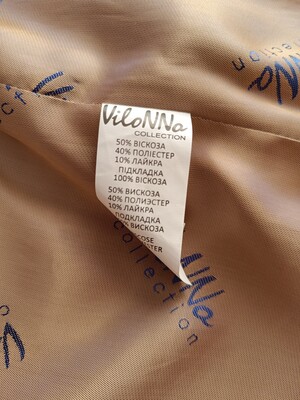 ViloNNa
COLLECTION
50% ВІСКОЗА
40% ПОЛІЕСТЕР
10% ЛАЙКРА
ПІДКЛАДКА
100% ВІСКОЗА
50% ВИСКОЗА
40% ПОЛИЭСТЕР
10% ЛАЙКРА
ПОДКЛАДКА
collection
collection